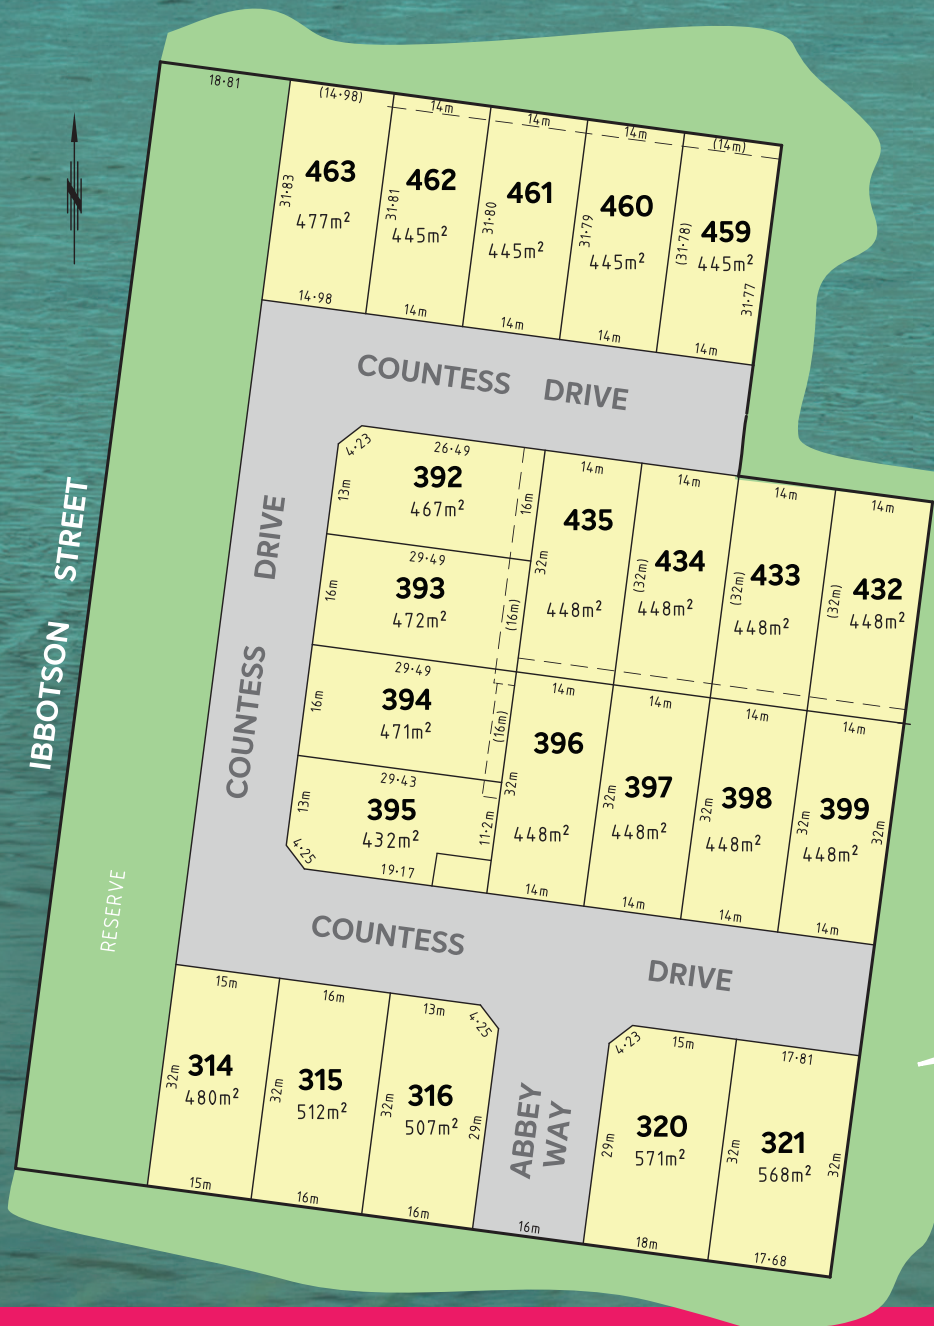 18·81
(14·98)
14m
14m
14m
(14m)
463
477m²
31·83
462
445m²
31·81
461
445m²
31·80
460
445m²
31·79
459
445m²
(31·78)
31·77
14·98
14m
14m
14m
14m
N
COUNTESS DRIVE
4·23
26·49
392
467m²
13m
16m
29·49
393
472m²
16m
(16m)
29·49
394
471m²
16m
(16m)
29·43
395
432m²
13m
11·2m
4·25
19·17
14m
435
448m²
32m
14m
434
448m²
(32m)
14m
433
448m²
(32m)
14m
432
448m²
(32m)
14m
396
448m²
32m
14m
14m
397
448m²
32m
14m
14m
398
448m²
32m
14m
14m
399
448m²
32m
32m
14m
COUNTESS DRIVE
IBBOTSON STREET
RESERVE
COUNTESS DRIVE
15m
314
480m²
32m
15m
16m
315
512m²
32m
16m
13m
4·25
316
507m²
32m
29m
16m
ABBEY
WAY
16m
4·23
15m
320
571m²
29m
18m
17·81
321
568m²
32m
32m
17·68